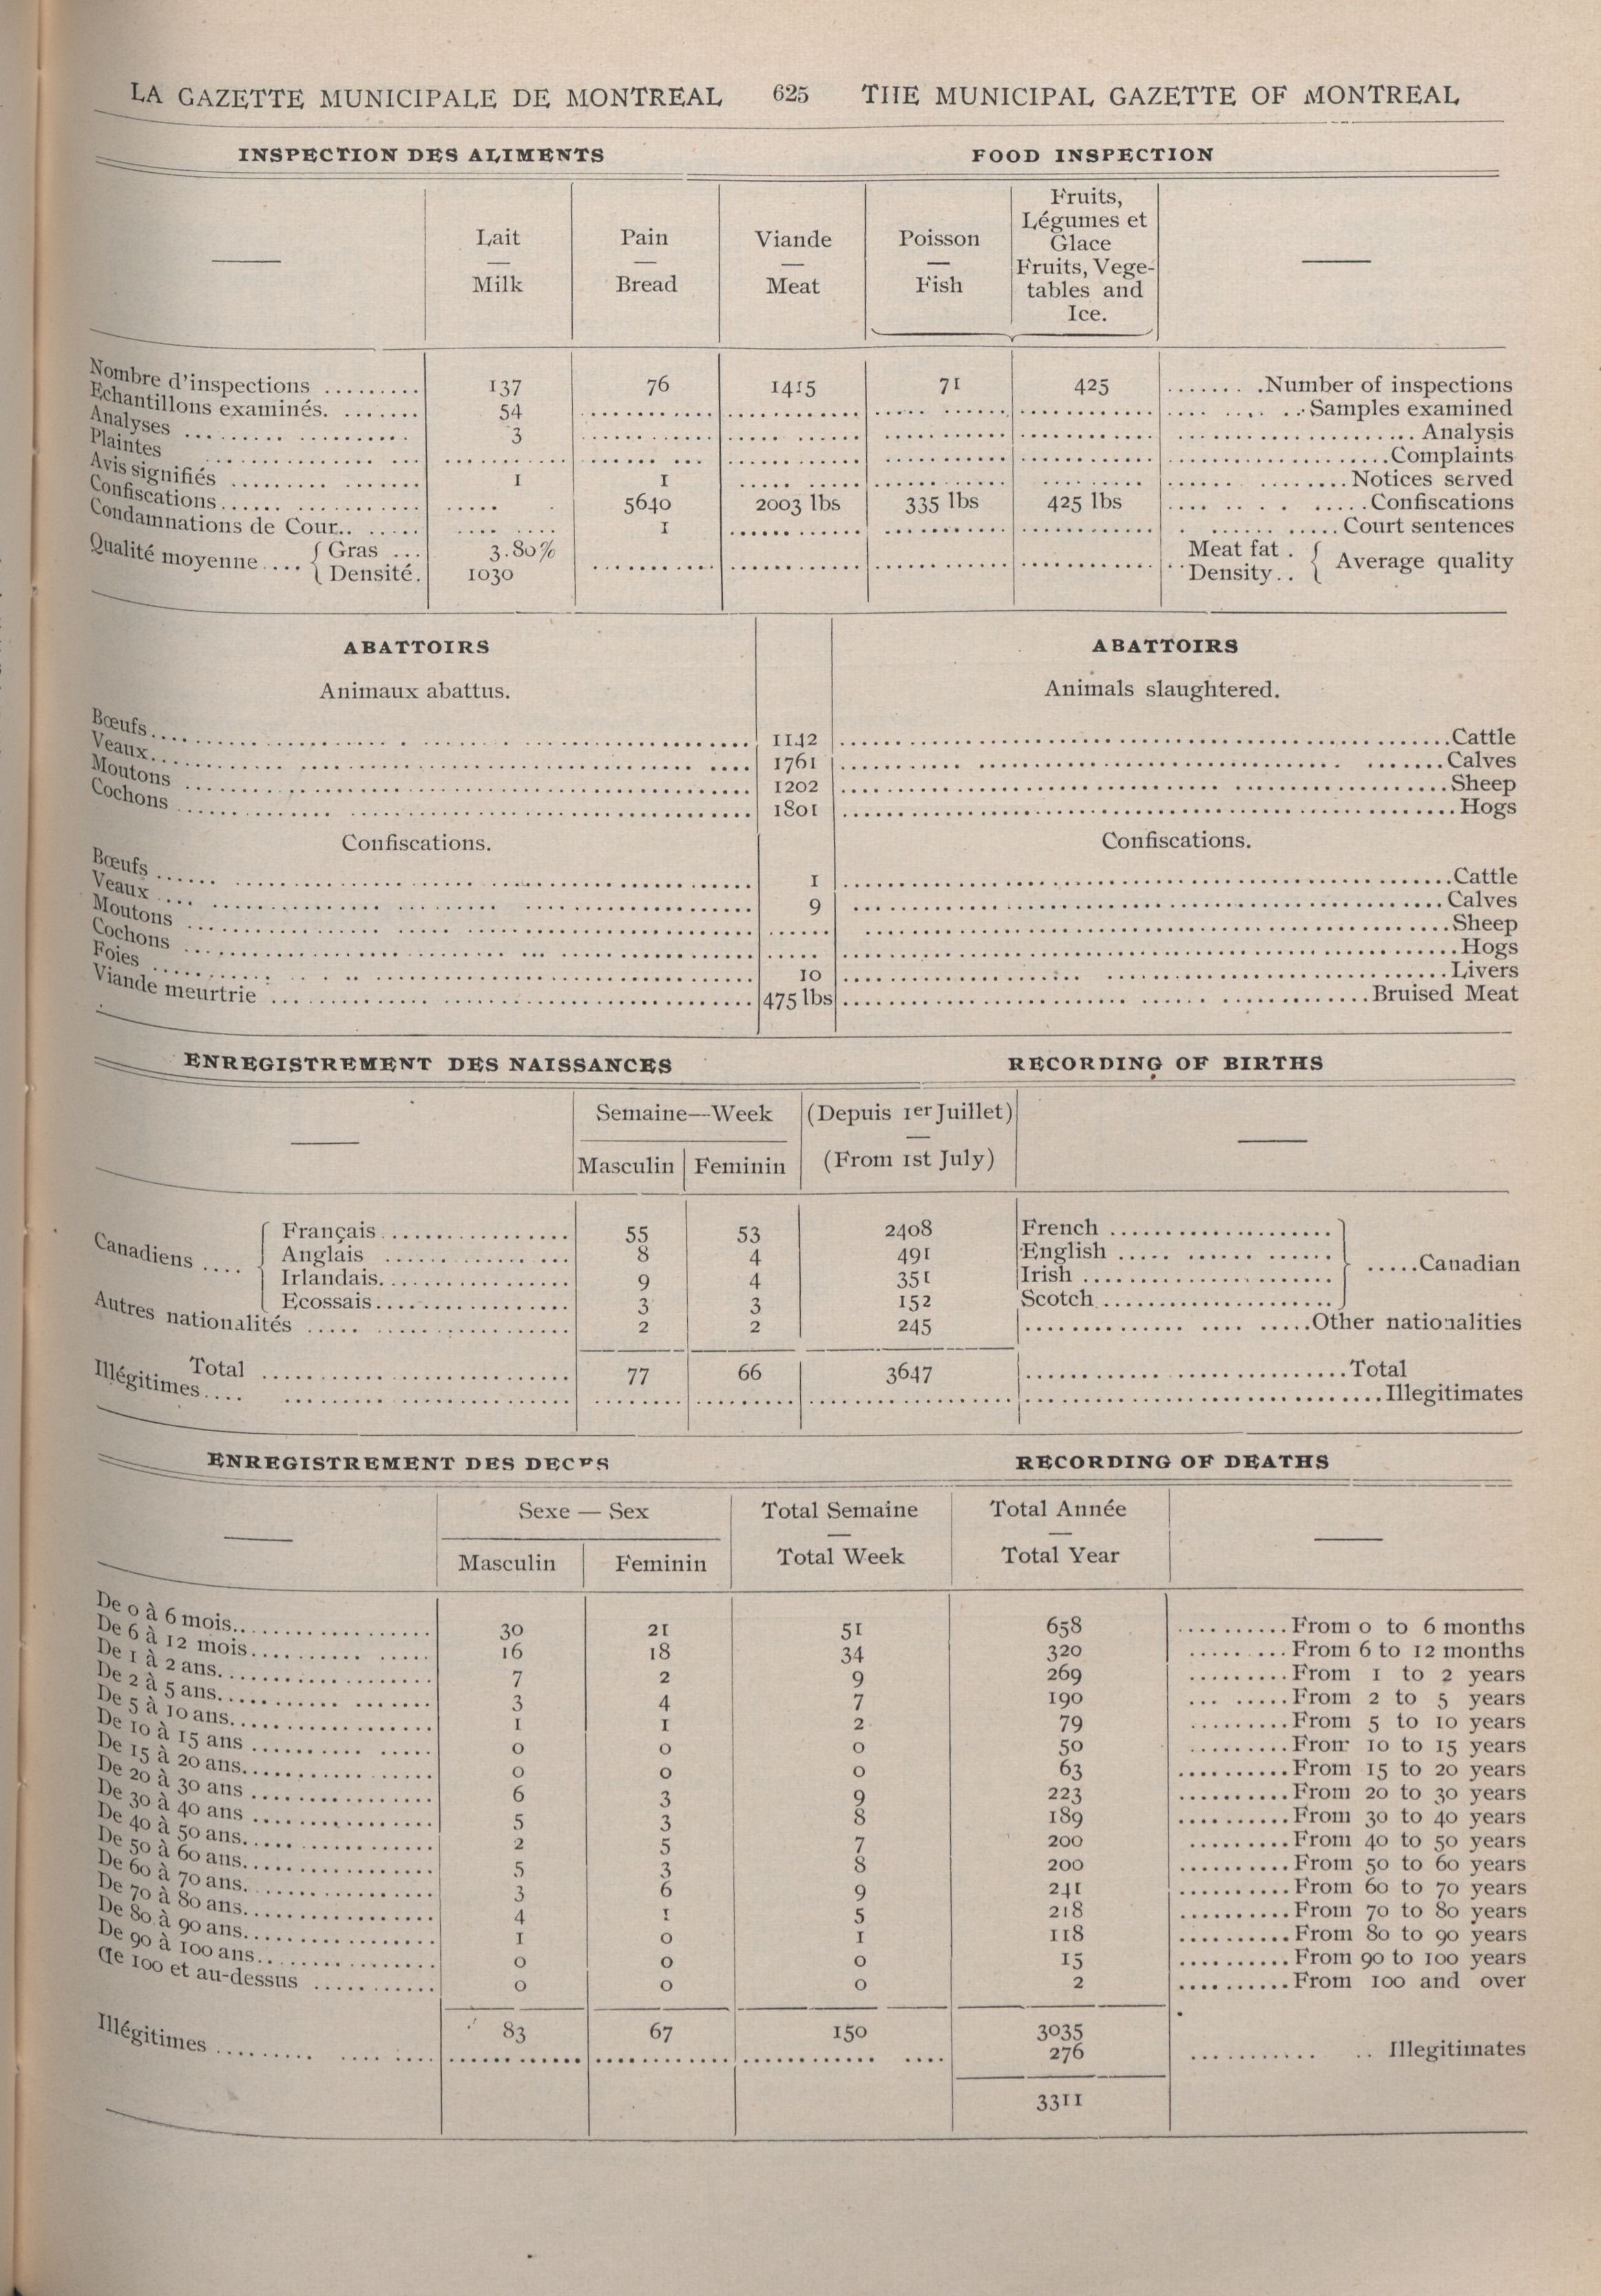 LA GAZETTE MUNICIPALE DE MONTREAL 625 THE MUNICIPAL GAZETTE OF MONTREAL
INSPECTION DES ALIMENTS FOOD INSPECTION
Lait Milk Pain Bread Viande Meat Poisson Fish Fruits, Légumes et Glace Fruits, Vegetables and Ice.
Nombre d'inspections 137 76 1415 71 425 Number of inspections
Echantillons examinés. 54 Samples examined
Analyses 3 Analysis
Plaintes Complaints
Avis signifiés 1 1 Notices served
Confiscations 5640 2003 lbs 335 lbs 425 lbs Confiscations
Condamnations de Cour 1 Court sentences
Qualité moyenne { Gras 3.80% Meat fat } Average quality
{ Densité. 1030 Density
ABATTOIRS ABATTOIRS
Animaux abattus. Animals slaughtered.
Bœufs 1142 Cattle
Veaux 1761 Calves
Moutons 1202 Sheep
Cochons 1801 Hogs
Confiscations. Confiscations.
Bœufs 1 Cattle
Veaux 9 Calves
Moutons Sheep
Cochons Hogs
Foies 10 Livers
Viande meurtrie 475 lbs Bruised Meat
ENREGISTREMENT DES NAISSANCES RECORDING OF BIRTHS
Semaine—Week (Depuis 1er Juillet)
Masculin Feminin (From 1st July)
Canadiens { Français 55 53 2408 French } Canadian
Anglais 8 4 491 English
Irlandais 9 4 351 Irish
Ecossais 3 3 152 Scotch
Autres nationalités 2 2 245 Other nationalities
Total 77 66 3647 Total
Illégitimes Illegitimates
ENREGISTREMENT DES DECES RECORDING OF DEATHS
Sexe — Sex Total Semaine Total Année
Masculin Feminin Total Week Total Year
De 0 à 6 mois 30 21 51 658 From 0 to 6 months
De 6 à 12 mois 16 18 34 320 From 6 to 12 months
De 1 à 2 ans 7 2 9 269 From 1 to 2 years
De 2 à 5 ans 3 4 7 190 From 2 to 5 years
De 5 à 10 ans 1 1 2 79 From 5 to 10 years
De 10 à 15 ans 0 0 0 50 From 10 to 15 years
De 15 à 20 ans 0 0 0 63 From 15 to 20 years
De 20 à 30 ans 6 3 9 223 From 20 to 30 years
De 30 à 40 ans 5 3 8 189 From 30 to 40 years
De 40 à 50 ans 2 5 7 200 From 40 to 50 years
De 50 à 60 ans 5 3 8 200 From 50 to 60 years
De 60 à 70 ans 3 6 9 241 From 60 to 70 years
De 70 à 80 ans 4 1 5 218 From 70 to 80 years
De 80 à 90 ans 1 0 1 118 From 80 to 90 years
De 90 à 100 ans 0 0 0 15 From 90 to 100 years
de 100 et au-dessus 0 0 0 2 From 100 and over
83 67 150 3035
Illégitimes 276 Illegitimates
3311